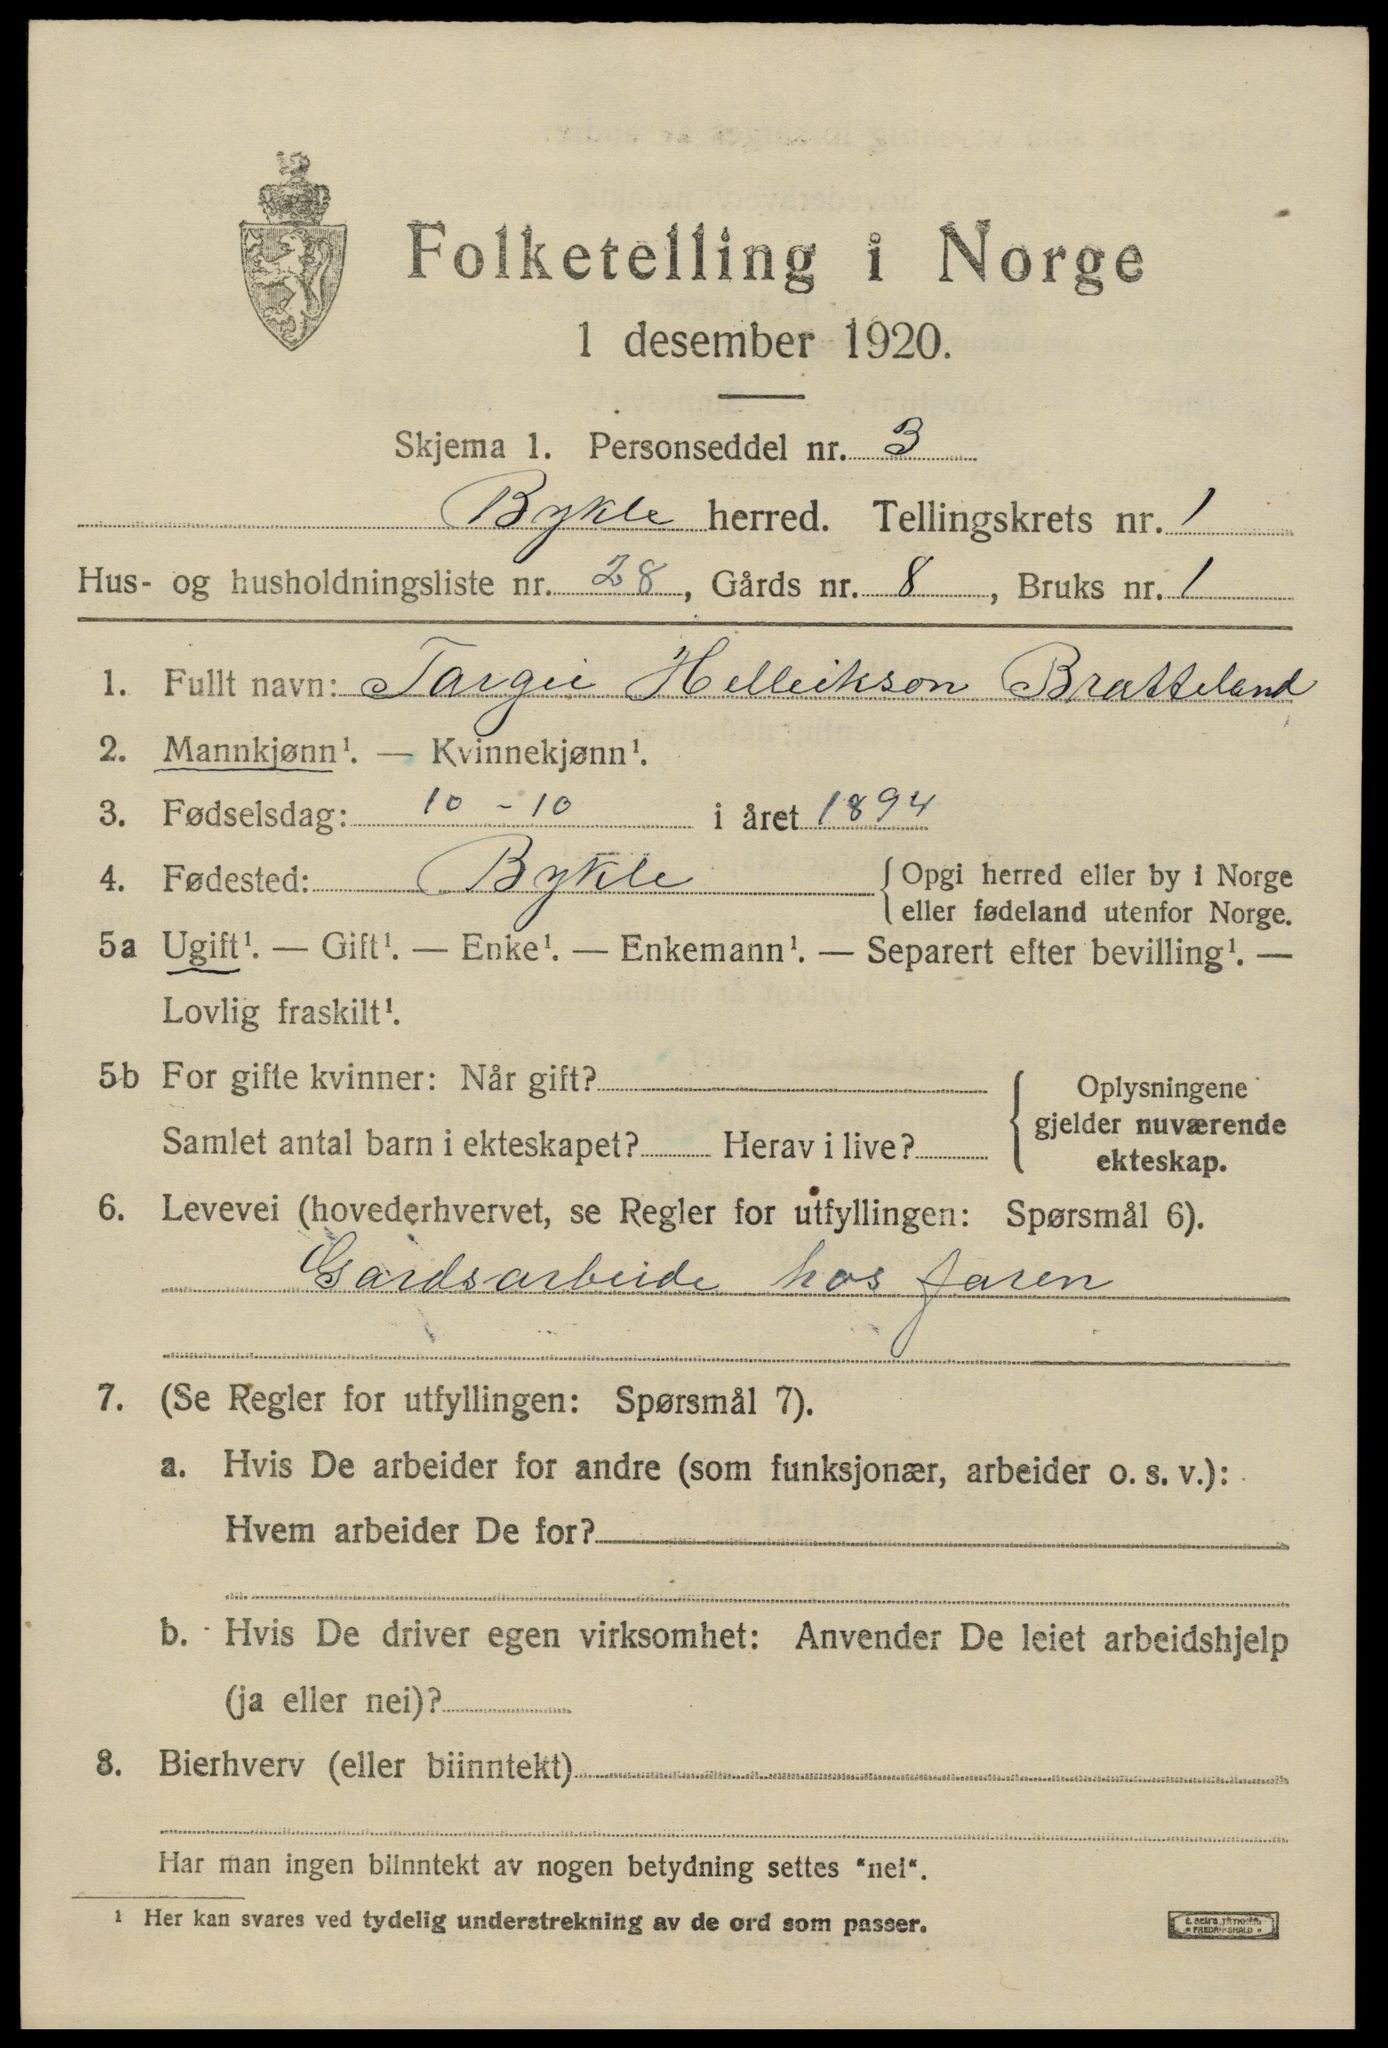 Folketelling i Norge
1 desember 1920.
Skjema 1. Personseddel nr. 3
Bykle herred. Tellingskrets nr. 1
Hus- og husholdningsliste nr. 28, Gårds nr. 8, Bruks nr. 1
1. Fullt navn: Targei Helleikson Bratteland
2. Mannkjønn¹. — Kvinnekjønn¹.
3. Fødselsdag: 10 - 10 i året 1894
4. Fødested: Bykle { Opgi herred eller by i Norge
eller fødeland utenfor Norge.
5a Ugift¹. — Gift¹. — Enke¹. — Enkemann¹. — Separert efter bevilling¹. —
Lovlig fraskilt¹.
5b For gifte kvinner: Når gift?
Samlet antal barn i ekteskapet? Herav i live?
{ Oplysningene
gjelder nuværende
ekteskap.
6. Levevei (hovederhvervet, se Regler for utfyllingen: Spørsmål 6).
Gardsarbeide hos faren
7. (Se Regler for utfyllingen: Spørsmål 7).
a. Hvis De arbeider for andre (som funksjonær, arbeider o. s. v.):
Hvem arbeider De for?
b. Hvis De driver egen virksomhet: Anvender De leiet arbeidshjelp
(ja eller nei)?
8. Bierhverv (eller biinntekt)
Har man ingen biinntekt av nogen betydning settes "nei".
¹ Her kan svares ved tydelig understrekning av de ord som passer.
FREDRIKSHALD